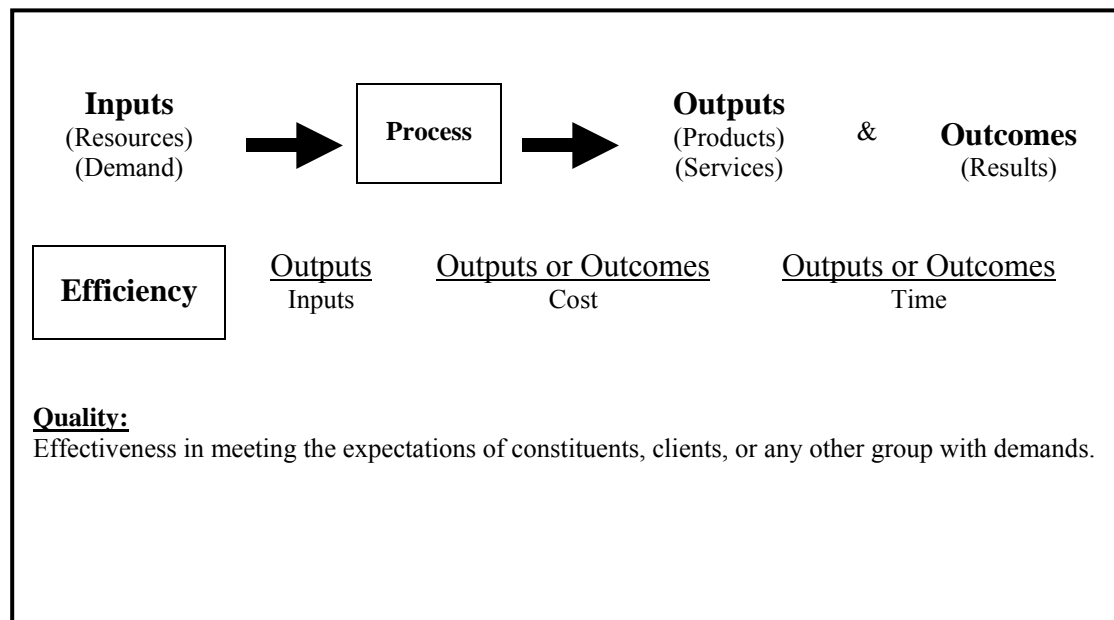 Inputs
(Resources)
(Demand)
Process
Outputs
(Products)
(Services)
&
Outcomes
(Results)
Efficiency
Outputs
Inputs
Outputs or Outcomes
Cost
Outputs or Outcomes
Time
Quality:
Effectiveness in meeting the expectations of constituents, clients, or any other group with demands.